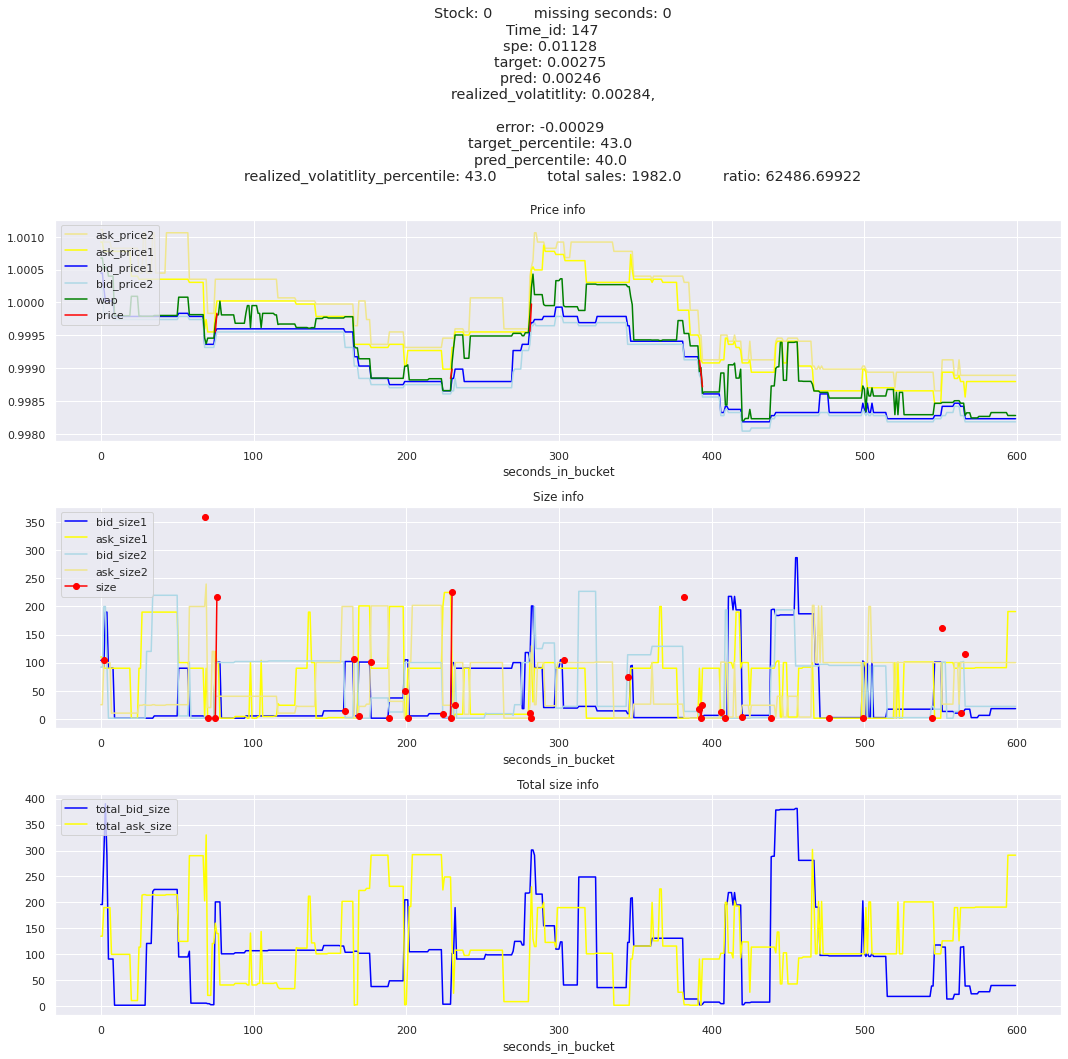 Stock: 0 missing seconds: 0
Time_id: 147
spe: 0.01128
target: 0.00275
pred: 0.00246
realized_volatitlity: 0.00284,
error: -0.00029
target_percentile: 43.0
pred_percentile: 40.0
realized_volatitlity_percentile: 43.0 total sales: 1982.0 ratio: 62486.69922
Price info
ask_price2
ask_price1
bid_price1
bid_price2
wap
price
1.0010
1.0005
1.0000
0.9995
0.9990
0.9985
0.9980
0 100 200 300 400 500 600
seconds_in_bucket
Size info
bid_size1
ask_size1
bid_size2
ask_size2
size
350
300
250
200
150
100
50
0
0 100 200 300 400 500 600
seconds_in_bucket
Total size info
total_bid_size
total_ask_size
400
350
300
250
200
150
100
50
0
0 100 200 300 400 500 600
seconds_in_bucket